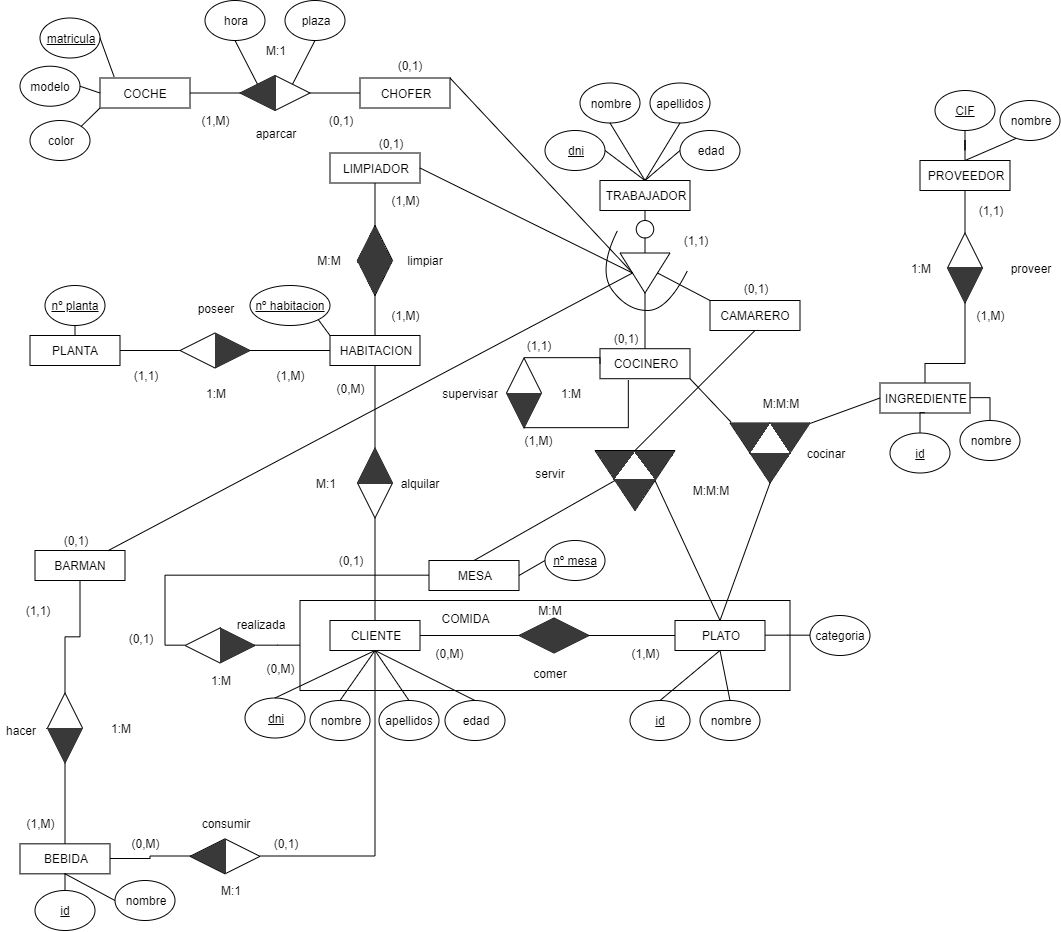 hora
plaza
matricula
M:1
(0,1)
modelo
COCHE
CHOFER
(1,M)
(0,1)
aparcar
color
nombre
apellidos
CIF
nombre
(0,1)
dni
edad
LIMPIADOR
PROVEEDOR
TRABAJADOR
(1,M)
(1,1)
(1,1)
M:M
limpiar
1:M
proveer
(0,1)
nº planta
nº habitacion
poseer
(1,M)
(1,M)
CAMARERO
(0,1)
PLANTA
HABITACION
(1,1)
COCINERO
(1,1)
(1,M)
(0,M)
1:M
supervisar
1:M
INGREDIENTE
M:M:M
(1,M)
nombre
id
cocinar
servir
M:1
alquilar
M:M:M
(0,1)
BARMAN
(0,1)
MESA
nº mesa
(1,1)
COMIDA
M:M
realizada
(0,1)
CLIENTE
PLATO
categoria
(0,M)
(1,M)
(0,M)
1:M
comer
dni
nombre
apellidos
edad
id
nombre
hacer
1:M
(1,M)
consumir
(0,M)
(0,1)
BEBIDA
M:1
nombre
id